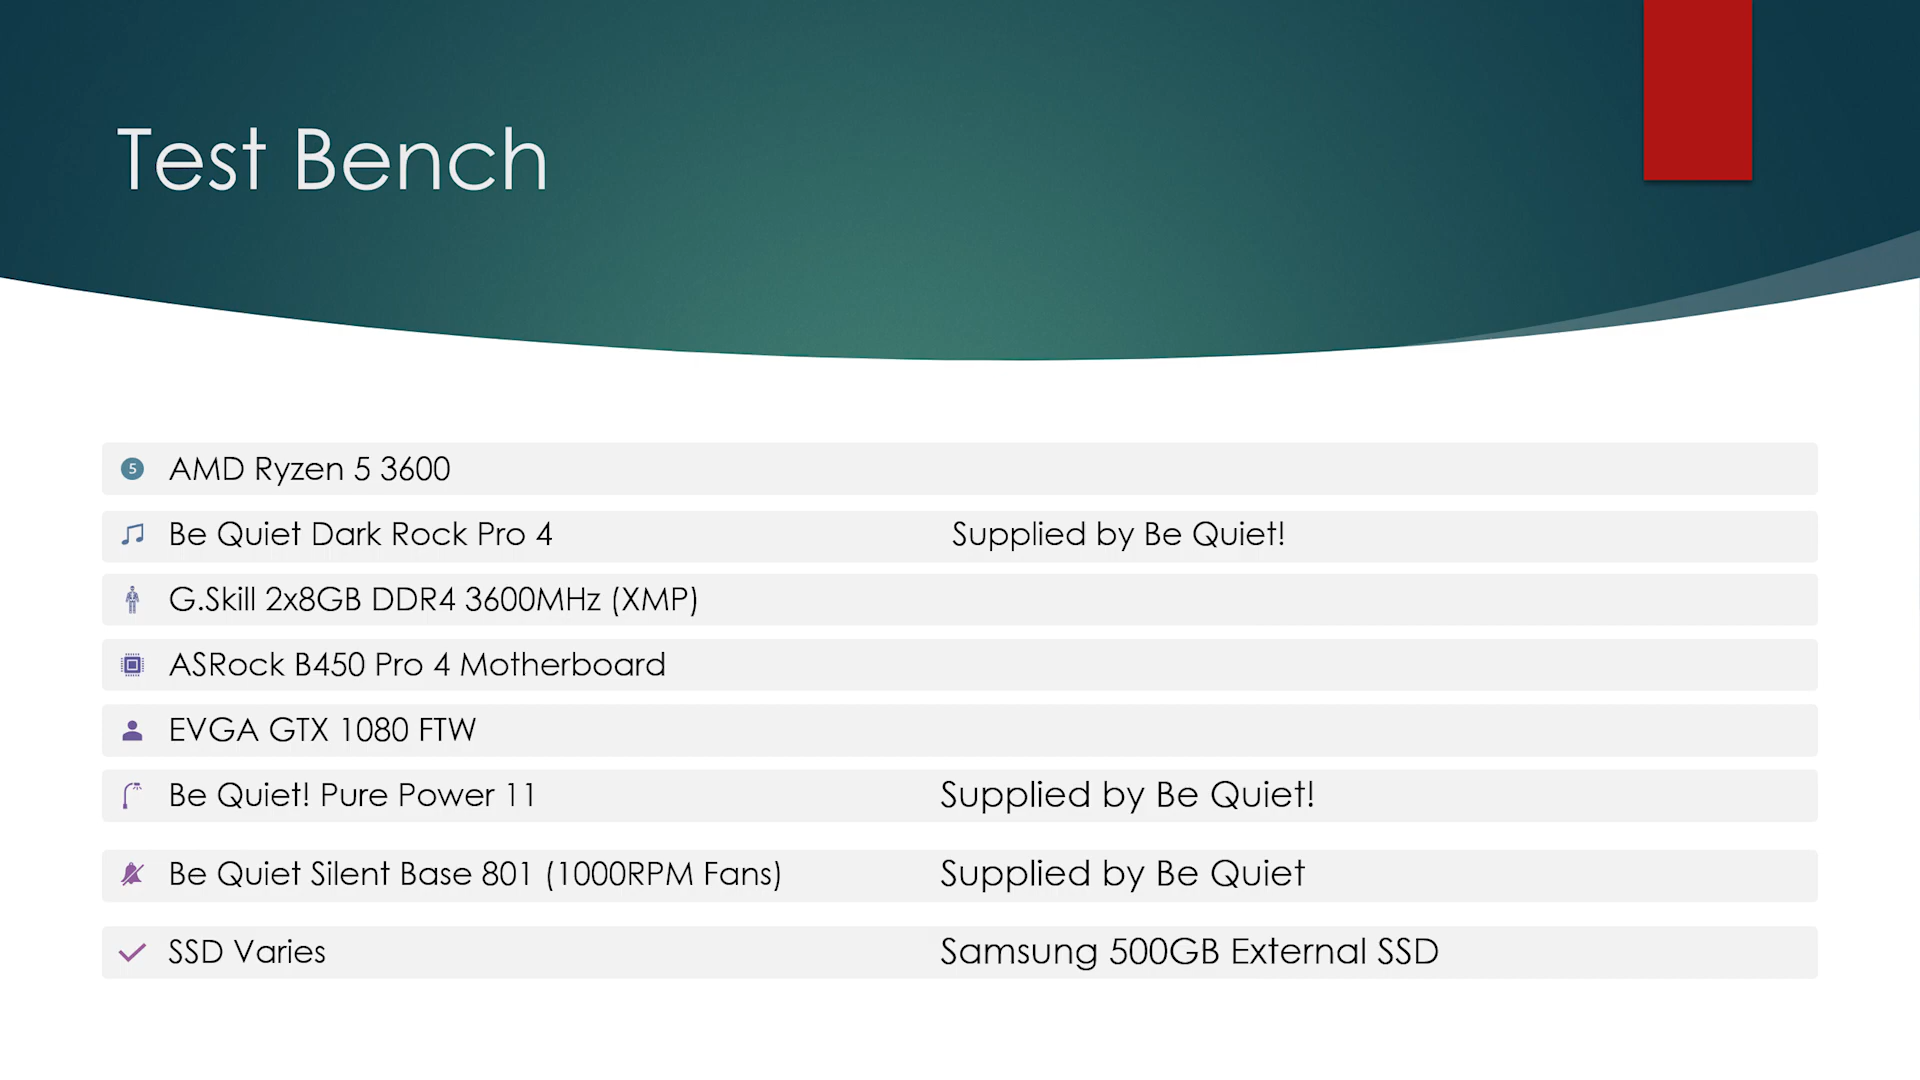 Test Bench
5 AMD Ryzen 5 3600
Be Quiet Dark Rock Pro 4 Supplied by Be Quiet!
G.Skill 2x8GB DDR4 3600MHz (XMP)
ASRock B450 Pro 4 Motherboard
EVGA GTX 1080 FTW
Be Quiet! Pure Power 11 Supplied by Be Quiet!
Be Quiet Silent Base 801 (1000RPM Fans) Supplied by Be Quiet
SSD Varies Samsung 500GB External SSD